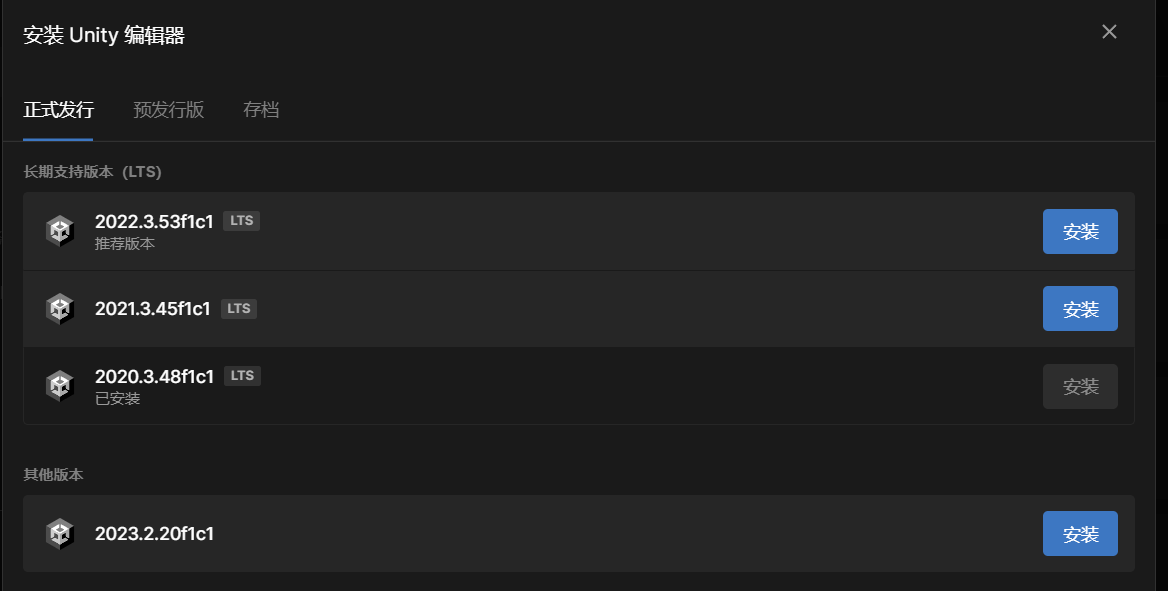 安装 Unity 编辑器
正式发行 预发行版 存档
长期支持版本（LTS）
2022.3.53f1c1 LTS
推荐版本
安装
2021.3.45f1c1 LTS
安装
2020.3.48f1c1 LTS
已安装
安装
其他版本
2023.2.20f1c1
安装